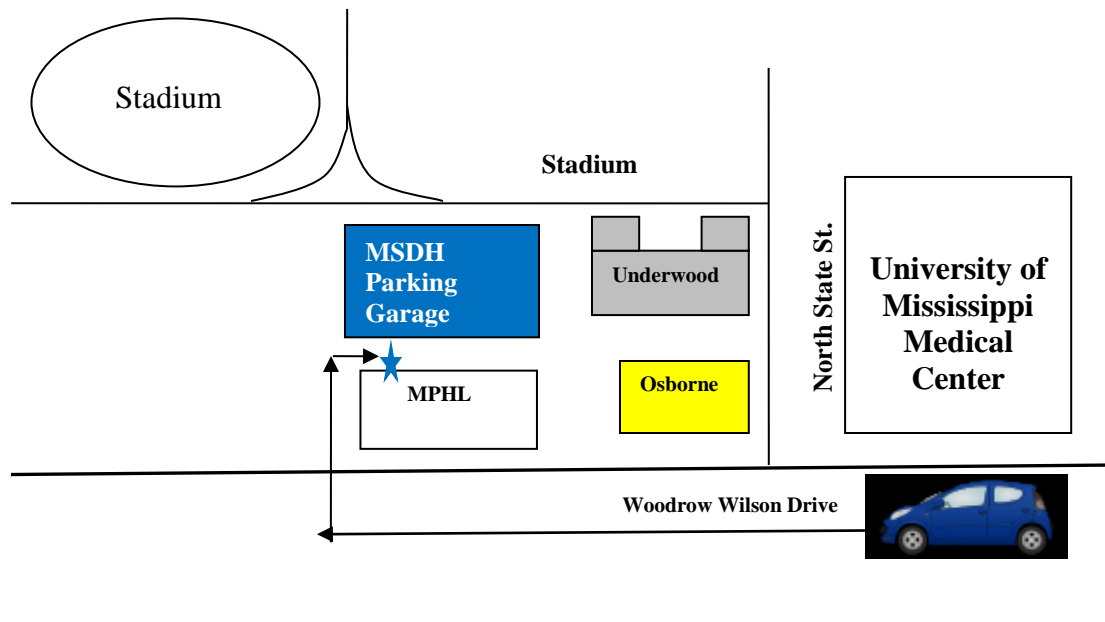 Stadium
Stadium
MSDH
Parking
Garage
Underwood
North State St.
University of
Mississippi
Medical
Center
MPHL
Osborne
Woodrow Wilson Drive